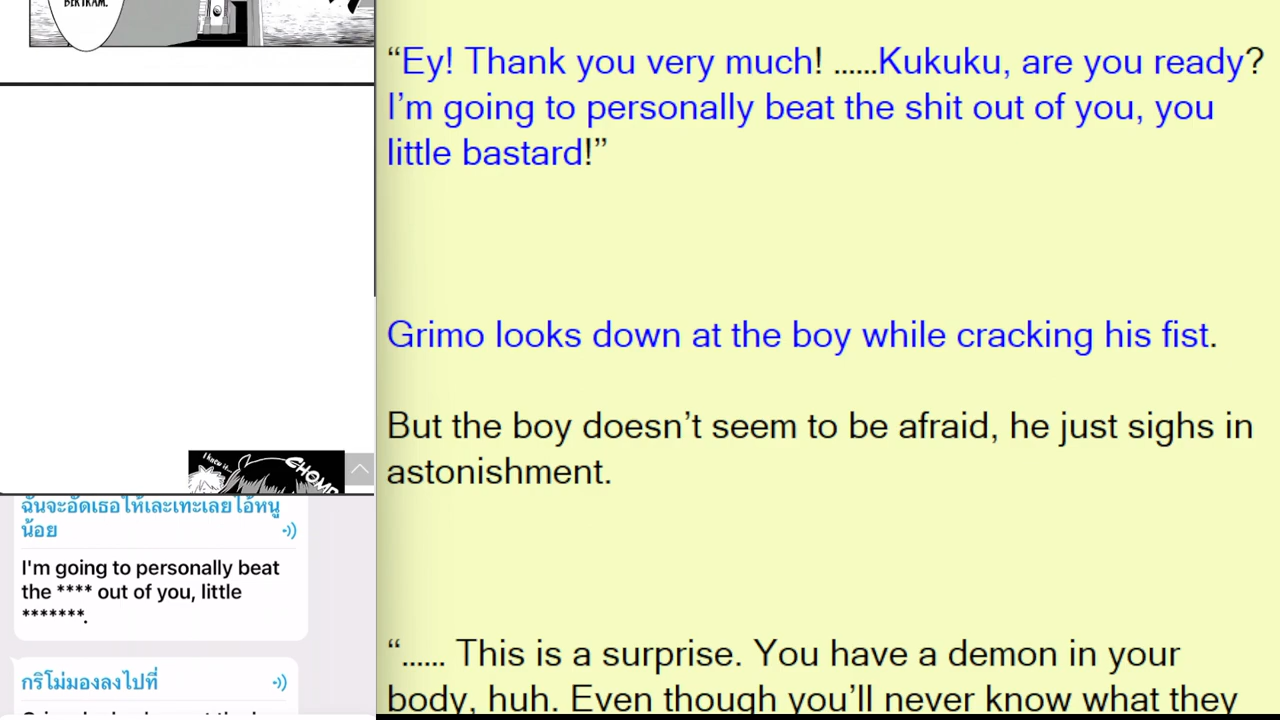 BERTRAM.
I knew it...
CHOMP
ฉันจะอัดเธอให้เละเทะเลยไอ้หนู
น้อย
I'm going to personally beat
the **** out of you, little
*******.
กริโม่มองลงไปที่
“Ey! Thank you very much! ......Kukuku, are you ready?
I’m going to personally beat the shit out of you, you
little bastard!”
Grimo looks down at the boy while cracking his fist.
But the boy doesn’t seem to be afraid, he just sighs in
astonishment.
“...... This is a surprise. You have a demon in your
body, huh. Even though you’ll never know what they